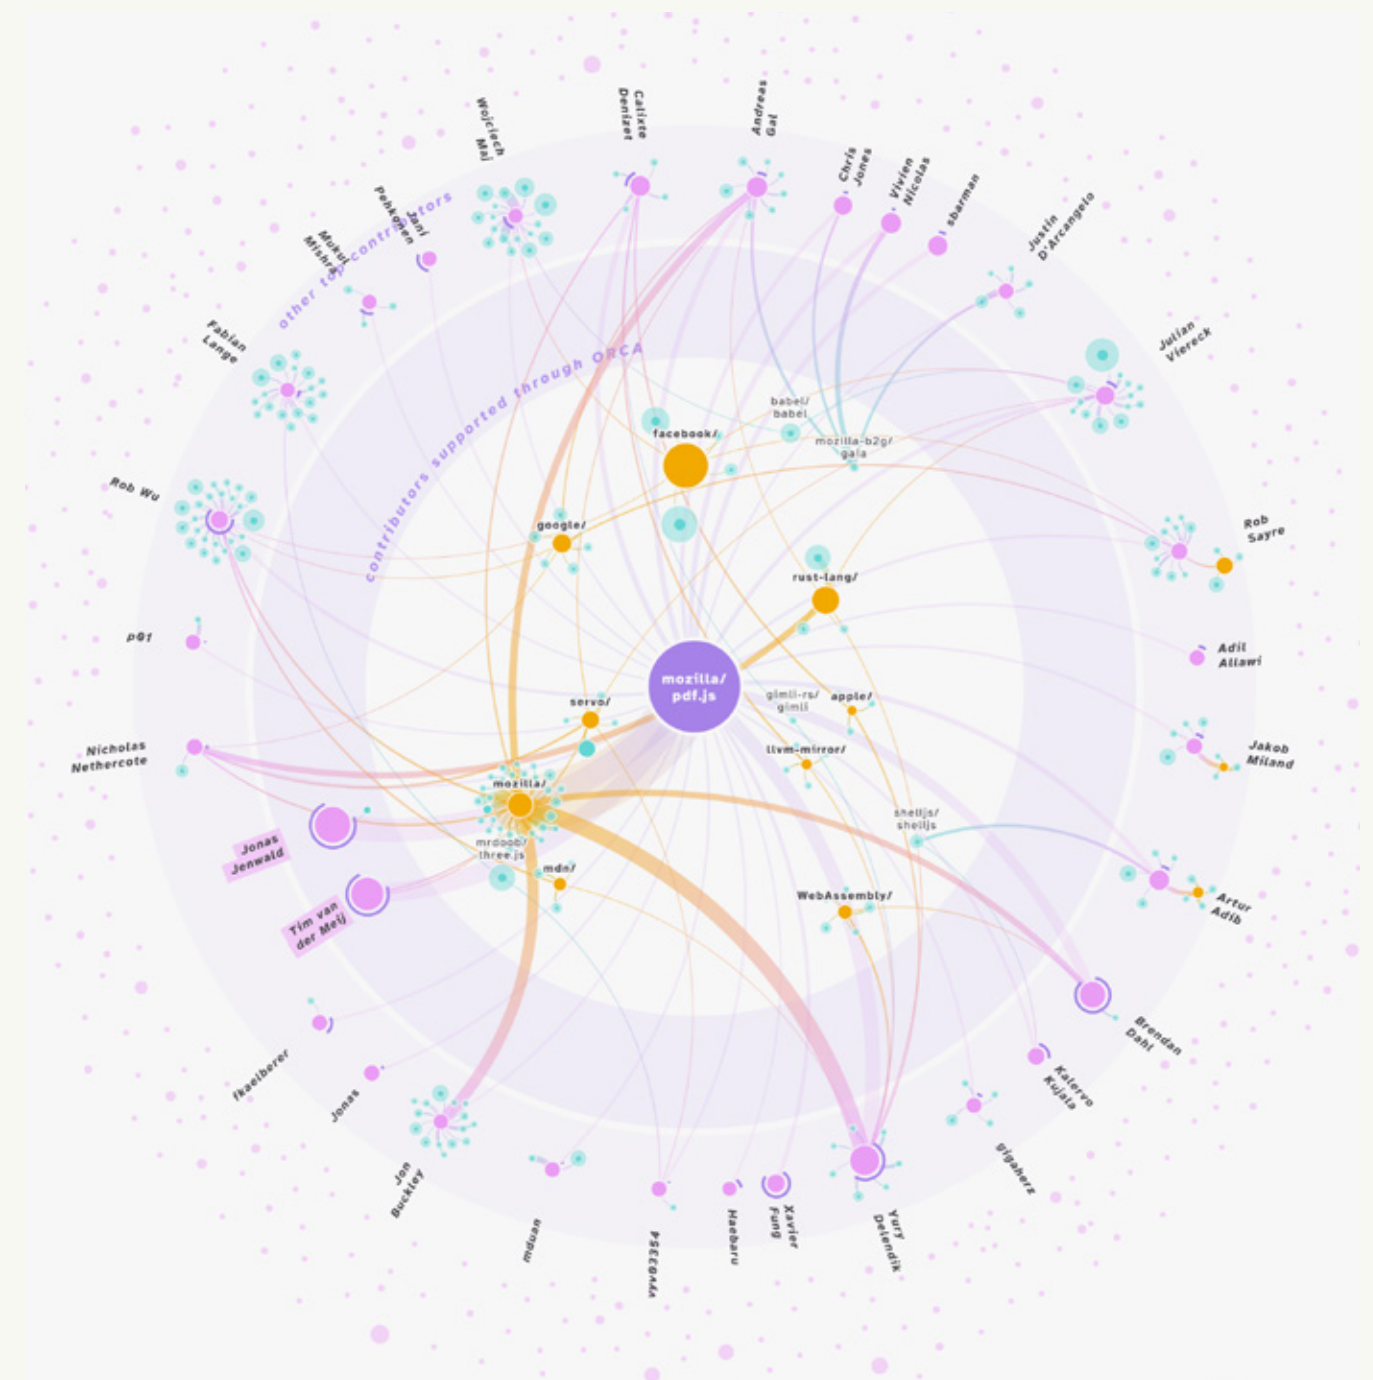 Wojciech
Maj
Calixte
Denizet
Andreas
Gal
Chris
Jones
Vivien
Nicolas
sbarman
Justin
D'Arcangelo
Julian
Viereck
Jani
Pehkonen
Mukul
Mishra
other top contributors
Fabian
Lange
contributors supported through ORCA
babel/
babel
facebook/
mozilla-b2g/
gaia
Rob Wu
google/
Rob
Sayre
rust-lang/
p01
Adil
Allawi
mozilla/
pdf.js
gimli-rs/
gimli
apple/
servo/
Nicholas
Nethercote
llvm-mirror/
Jakob
Miland
mozilla/
shelljs/
shelljs
Jonas
Jenwald
mrdoob/
three.js
mdn/
WebAssembly/
Artur
Adib
Tim van
der Meij
Brendan
Dahl
fkaelberer
Kalervo
Kujala
Jonas
gigaherz
Jon
Buckley
mduan
vyv03354
Haebaru
Xavier
Fung
Yury
Delendik